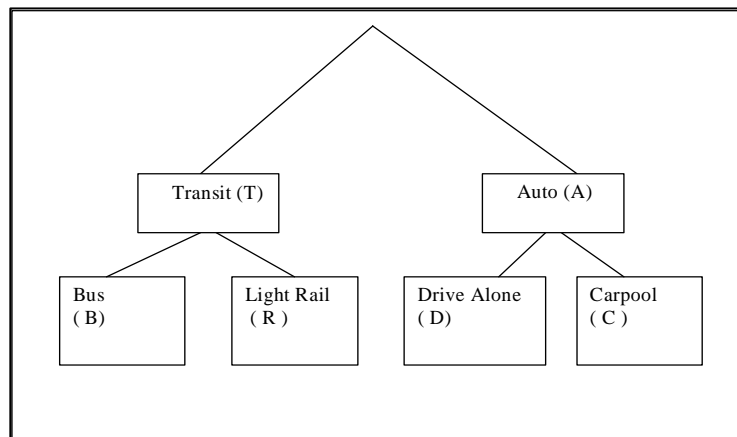 Transit (T)
Auto (A)
Bus
( B)
Light Rail
( R )
Drive Alone
( D)
Carpool
( C )